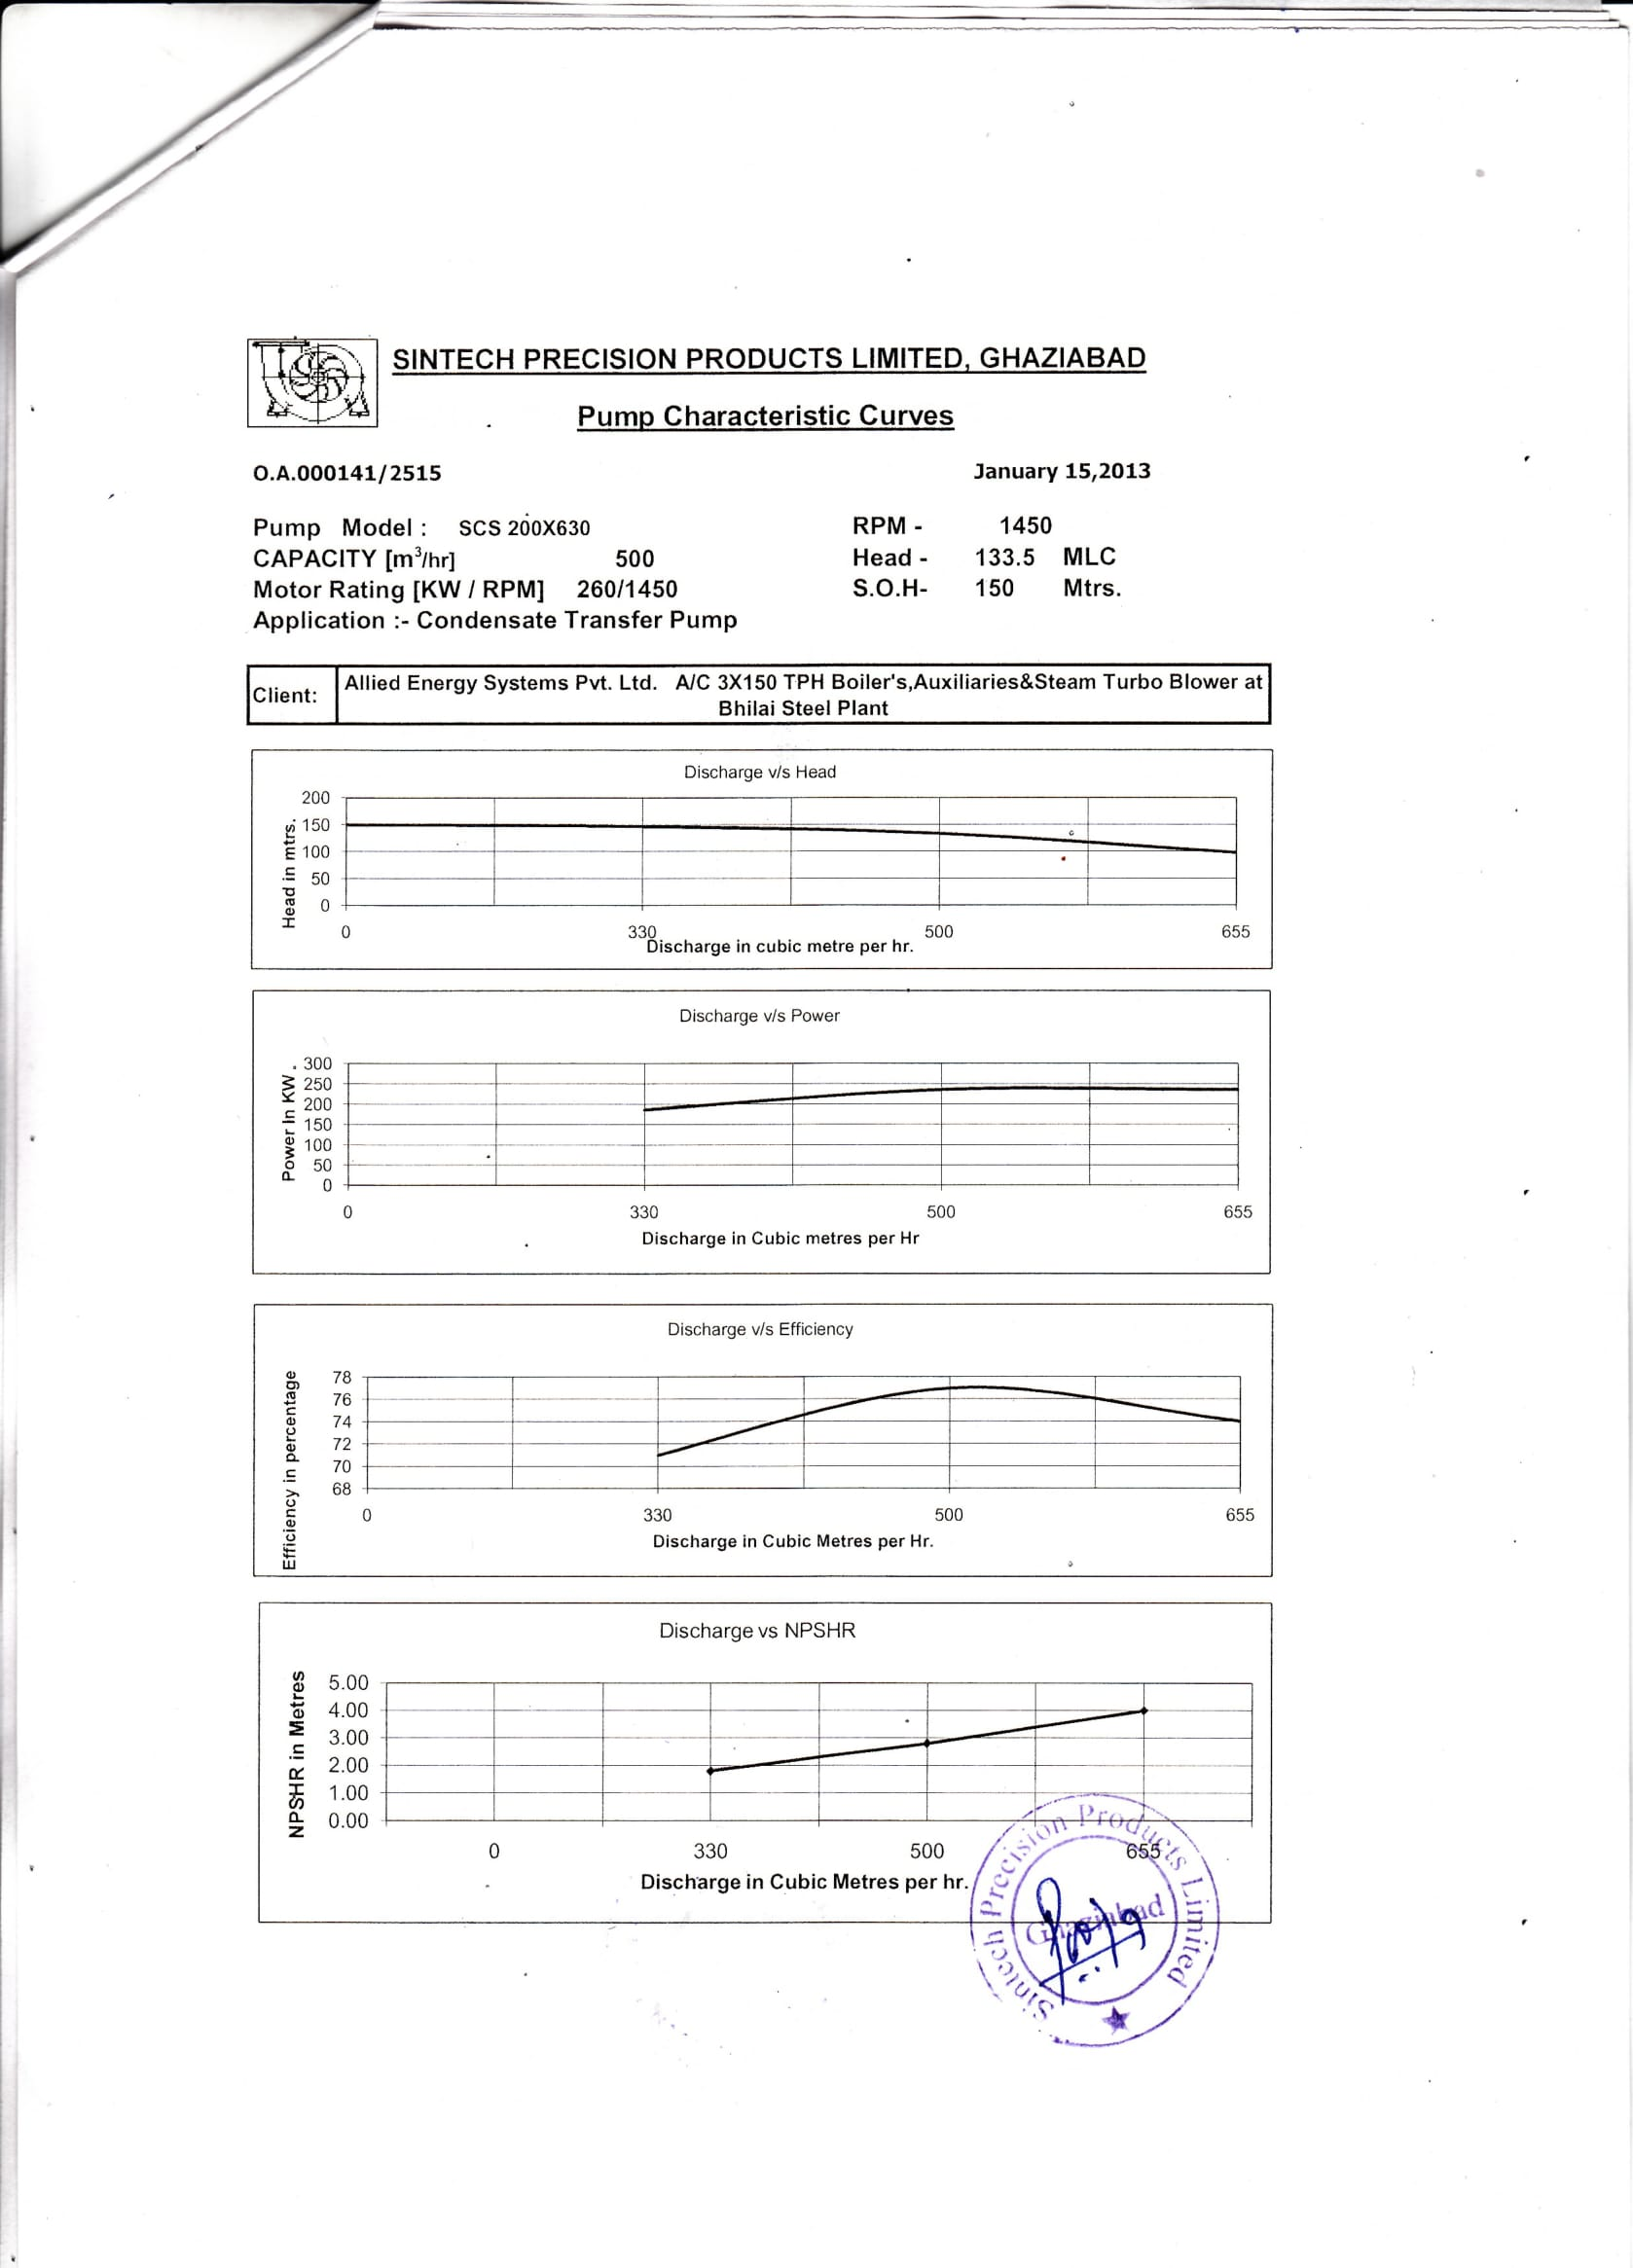 SINTECH PRECISION PRODUCTS LIMITED, GHAZIABAD
Pump Characteristic Curves
O.A.000141/2515 January 15,2013
Pump Model : SCS 200X630 RPM - 1450
CAPACITY [m³/hr] 500 Head - 133.5 MLC
Motor Rating [KW / RPM] 260/1450 S.O.H- 150 Mtrs.
Application :- Condensate Transfer Pump
Client: Allied Energy Systems Pvt. Ltd. A/C 3X150 TPH Boiler's,Auxiliaries&Steam Turbo Blower at
Bhilai Steel Plant
Discharge v/s Head
Head in mtrs.
200
150
100
50
0
0 330 500 655
Discharge in cubic metre per hr.
Discharge v/s Power
Power In KW .
300
250
200
150
100
50
0
0 330 500 655
Discharge in Cubic metres per Hr
Discharge v/s Efficiency
Efficiency in percentage
78
76
74
72
70
68
0 330 500 655
Discharge in Cubic Metres per Hr.
Discharge vs NPSHR
NPSHR in Metres
5.00
4.00
3.00
2.00
1.00
0.00
0 330 500 655
Discharge in Cubic Metres per hr.
Sintech Precision Products Limited
Ghaziabad